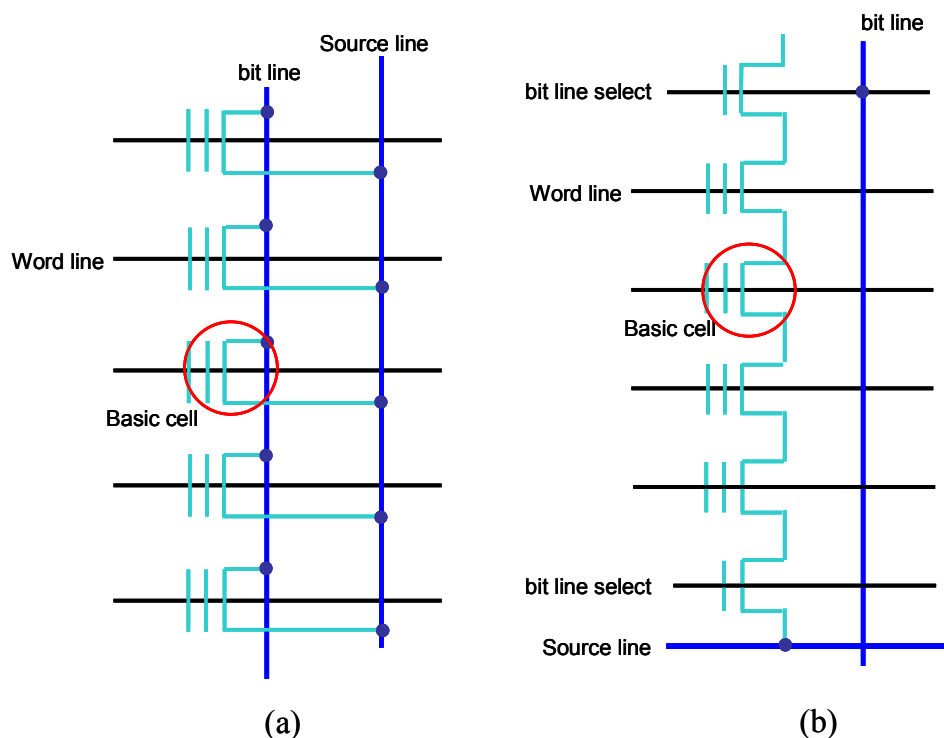 Source line
bit line
Word line
Basic cell
(a)
bit line
bit line select
Word line
Basic cell
bit line select
Source line
(b)